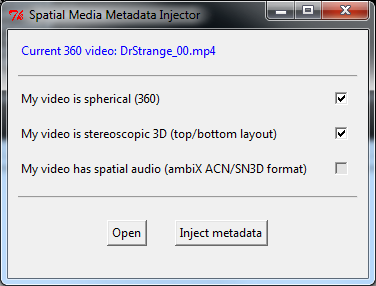 Spatial Media Metadata Injector
Current 360 video: DrStrange_00.mp4
My video is spherical (360)
My video is stereoscopic 3D (top/bottom layout)
My video has spatial audio (ambiX ACN/SN3D format)
Open
Inject metadata